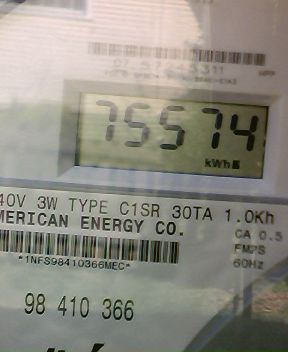 75574
kWh
40V 3W TYPE C1SR 30TA 1.0Kh
MERICAN ENERGY CO.
CA 0.5
FM2S
60Hz
*1NFS98410366MEC*
98 410 366